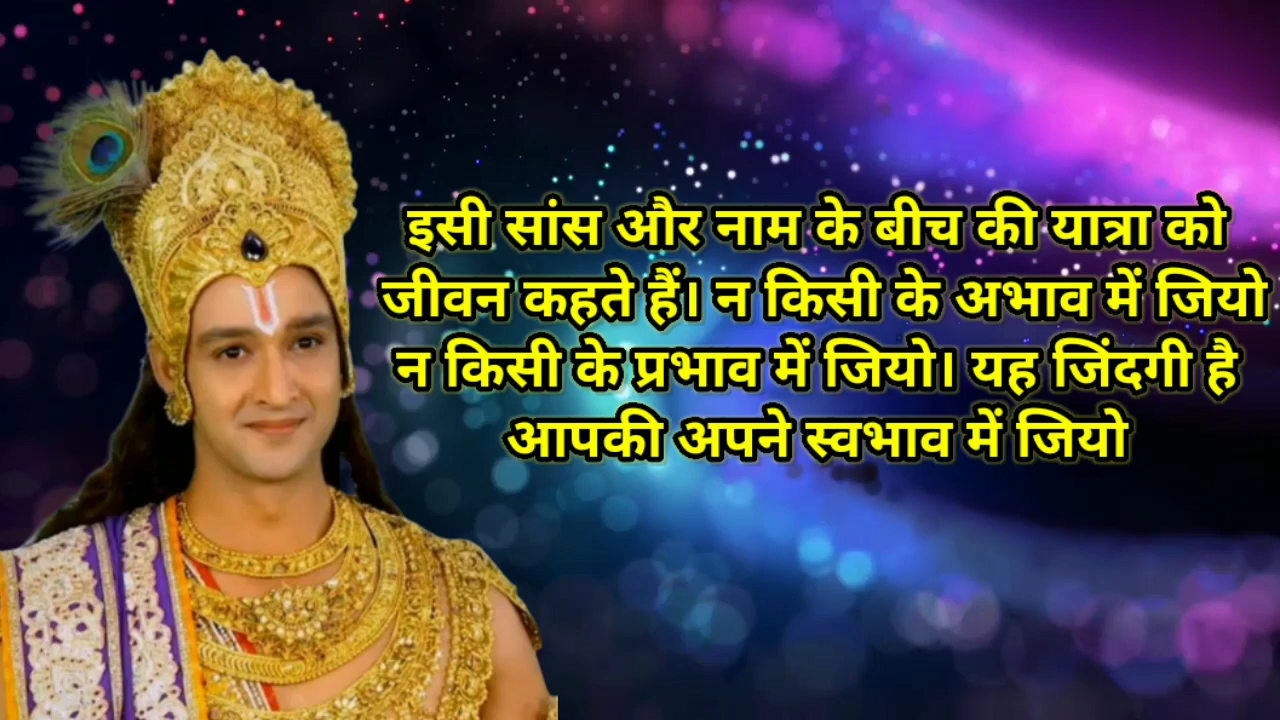 इसी सांस और नाम के बीच की यात्रा को
जीवन कहते हैं। न किसी के अभाव में जियो
न किसी के प्रभाव में जियो। यह जिंदगी है
आपकी अपने स्वभाव में जियो